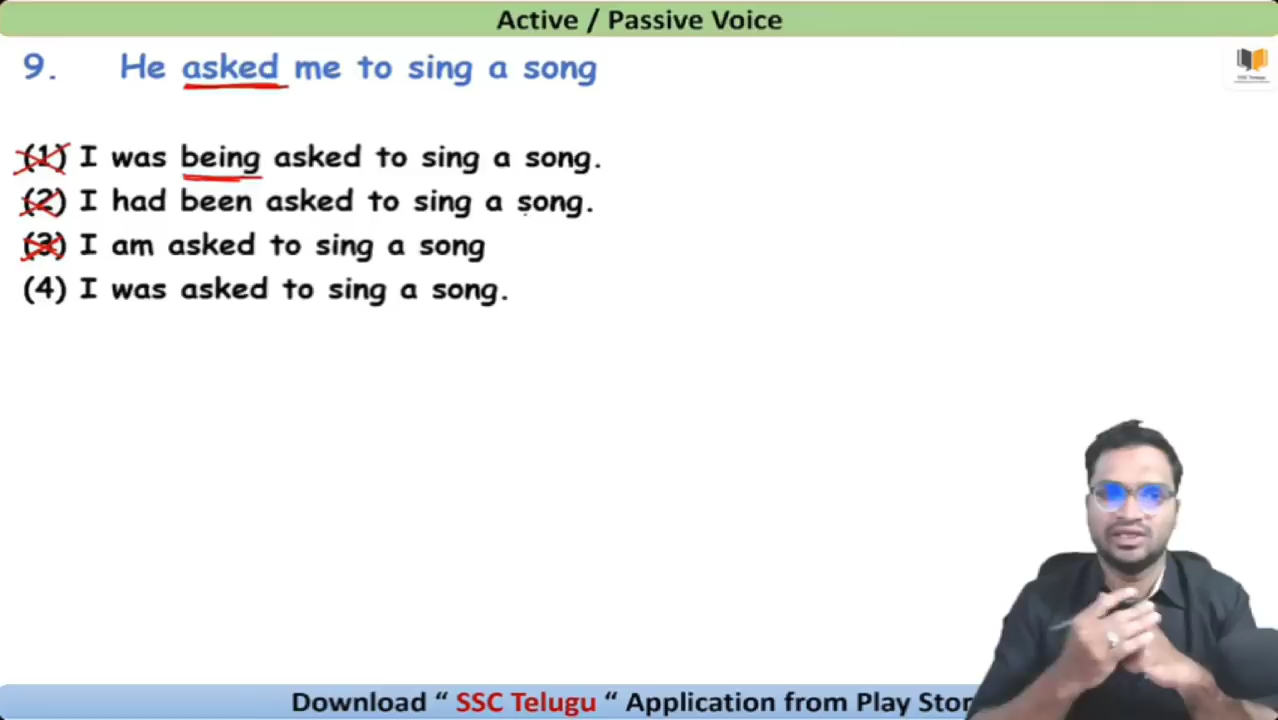 Active / Passive Voice
9. He asked me to sing a song
SSC Telugu
(1) I was being asked to sing a song.
(2) I had been asked to sing a song.
(3) I am asked to sing a song
(4) I was asked to sing a song.
Download “ SSC Telugu “ Application from Play Stor